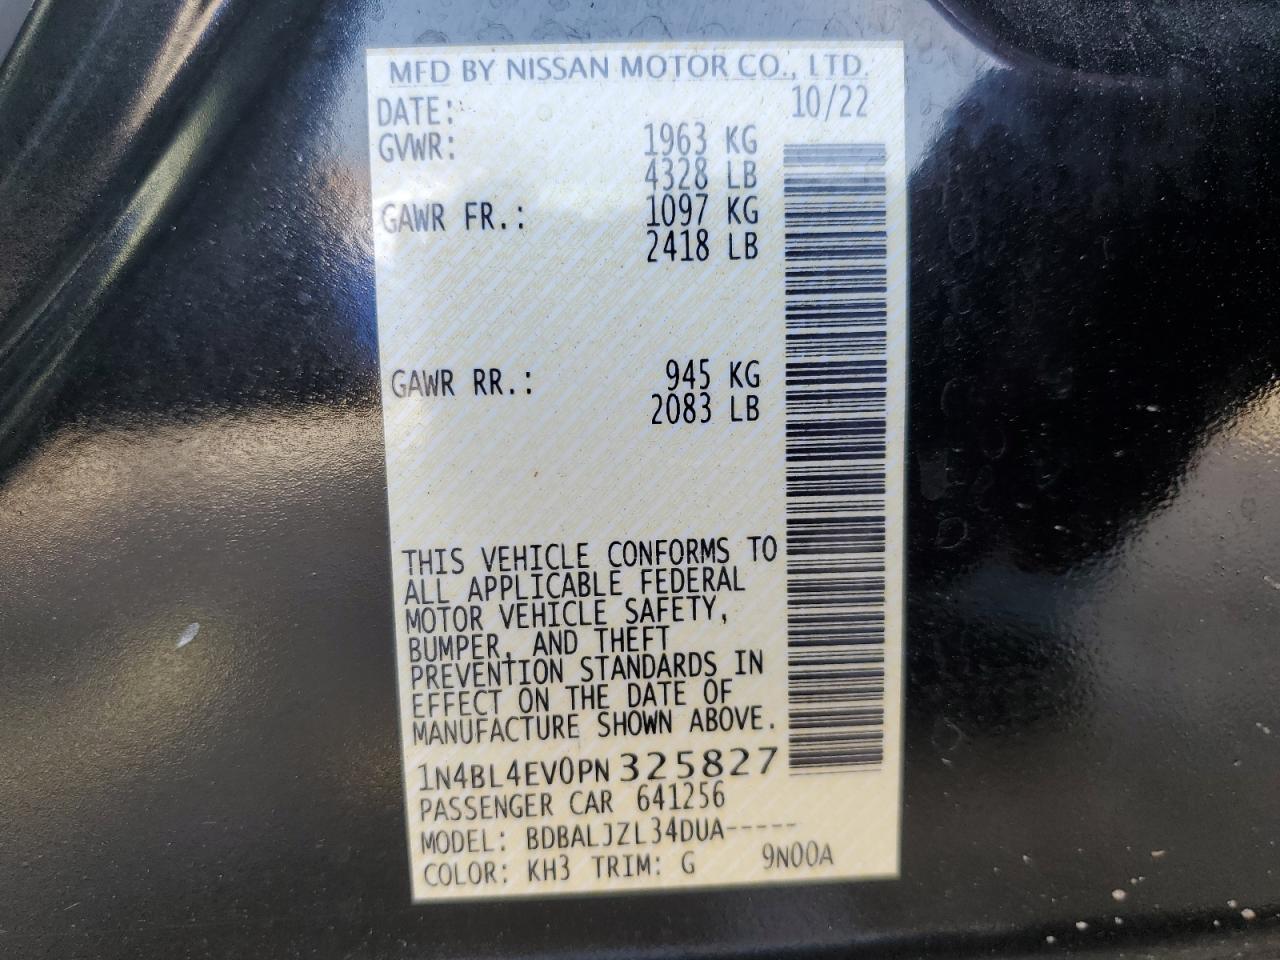 MFD BY NISSAN MOTOR CO., LTD.
DATE: 10/22
GVWR: 1963 KG
4328 LB
GAWR FR.: 1097 KG
2418 LB
GAWR RR.: 945 KG
2083 LB
THIS VEHICLE CONFORMS TO
ALL APPLICABLE FEDERAL
MOTOR VEHICLE SAFETY,
BUMPER, AND THEFT
PREVENTION STANDARDS IN
EFFECT ON THE DATE OF
MANUFACTURE SHOWN ABOVE.
1N4BL4EV0PN325827
PASSENGER CAR 641256
MODEL: BDBALJZL34DUA-----
COLOR: KH3 TRIM: G 9N00A